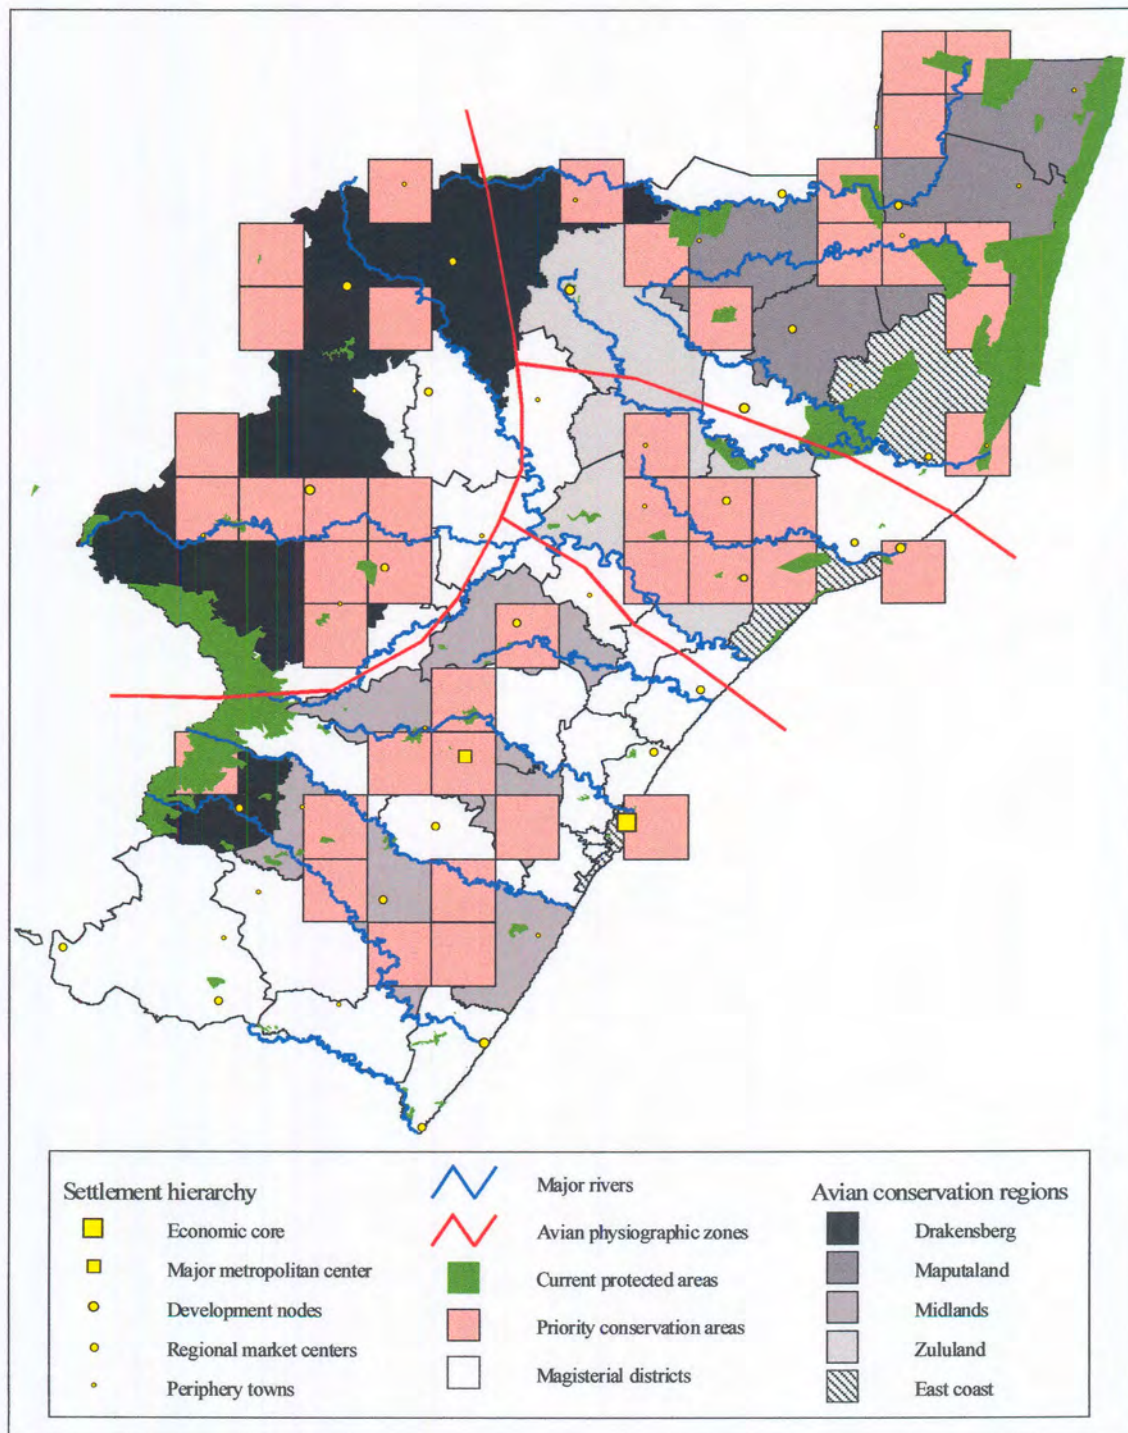 Settlement hierarchy
Economic core
Major metropolitan center
Development nodes
Regional market centers
Periphery towns
Major rivers
Avian physiographic zones
Current protected areas
Priority conservation areas
Magisterial districts
Avian conservation regions
Drakensberg
Maputaland
Midlands
Zululand
East coast